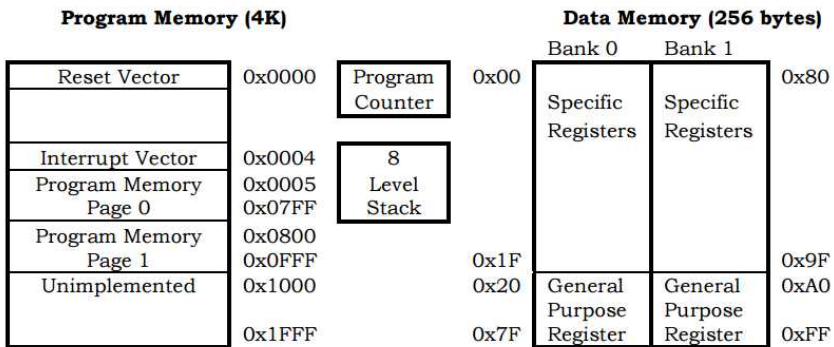 Program Memory (4K) Data Memory (256 bytes)
Bank 0 Bank 1
Reset Vector 0x0000 Program 0x00 0x80
Counter Specific Specific
Registers Registers
Interrupt Vector 0x0004 8
Program Memory 0x0005 Level
Page 0 0x07FF Stack
Program Memory 0x0800
Page 1 0x0FFF 0x1F 0x9F
Unimplemented 0x1000 0x20 General General 0xA0
Purpose Purpose
0x1FFF 0x7F Register Register 0xFF